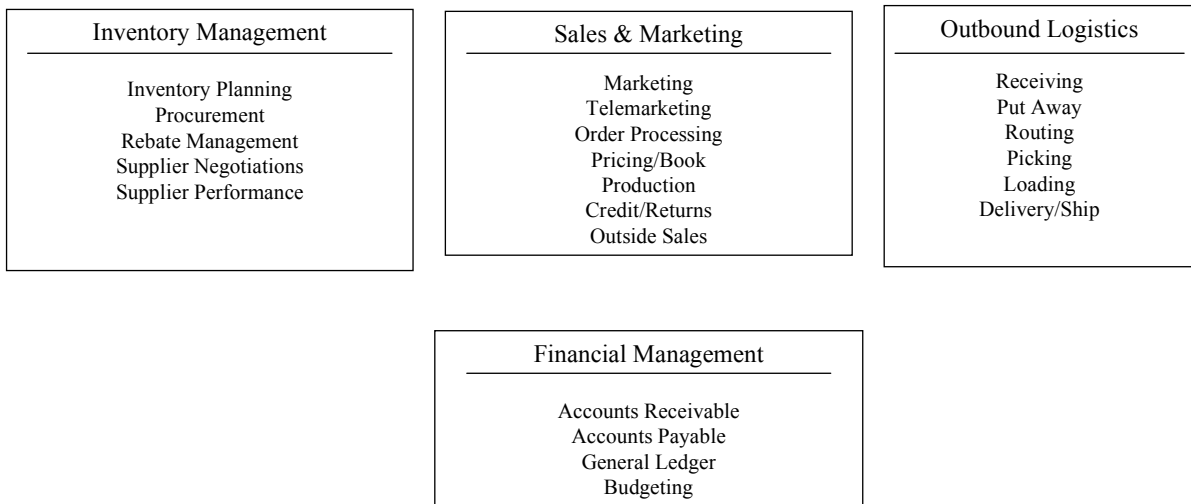 Inventory Management
Inventory Planning
Procurement
Rebate Management
Supplier Negotiations
Supplier Performance
Sales & Marketing
Marketing
Telemarketing
Order Processing
Pricing/Book
Production
Credit/Returns
Outside Sales
Outbound Logistics
Receiving
Put Away
Routing
Picking
Loading
Delivery/Ship
Financial Management
Accounts Receivable
Accounts Payable
General Ledger
Budgeting